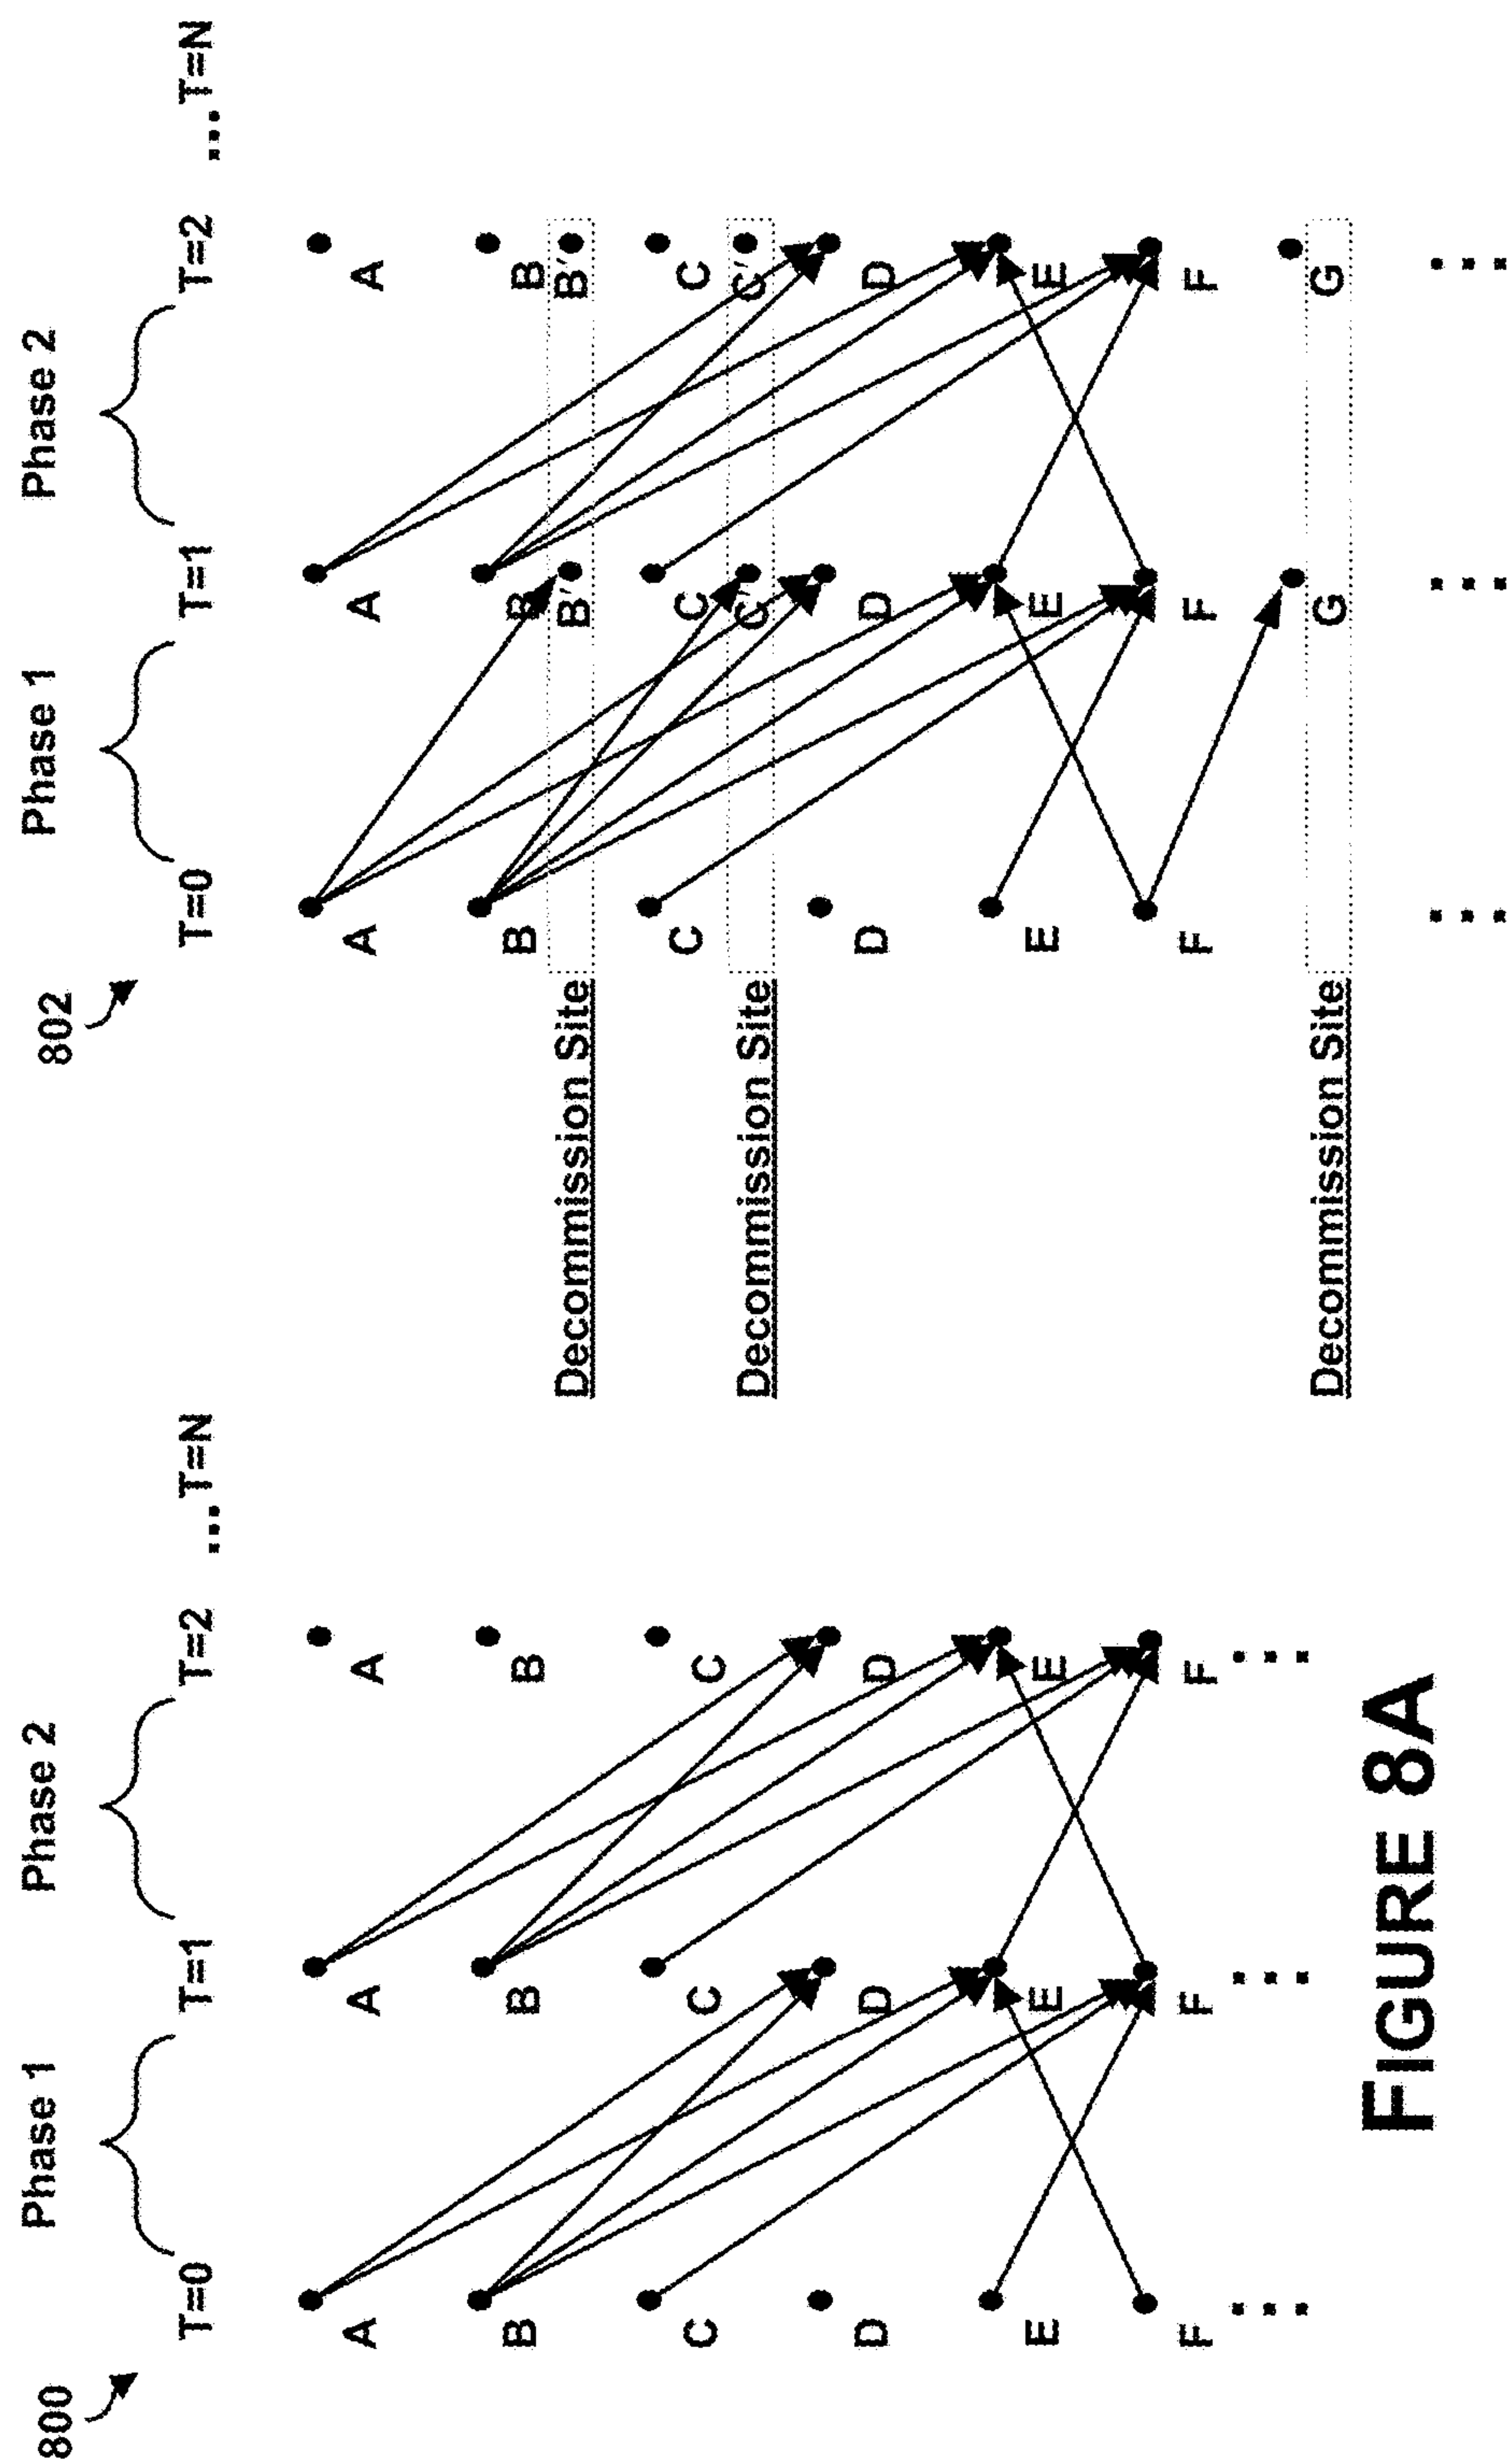 800
Phase 1
Phase 2
T=0
T=1
T=2
...T=N
A
A
A
B
B
B
C
C
C
D
D
D
E
E
E
F
F
F
802
Phase 1
Phase 2
T=0
T=1
T=2
...T=N
A
A
A
B
B
B
Decommission Site
B'
B'
C
C
C
Decommission Site
C'
C'
D
D
D
E
E
E
F
F
F
Decommission Site
G
G
FIGURE 8A